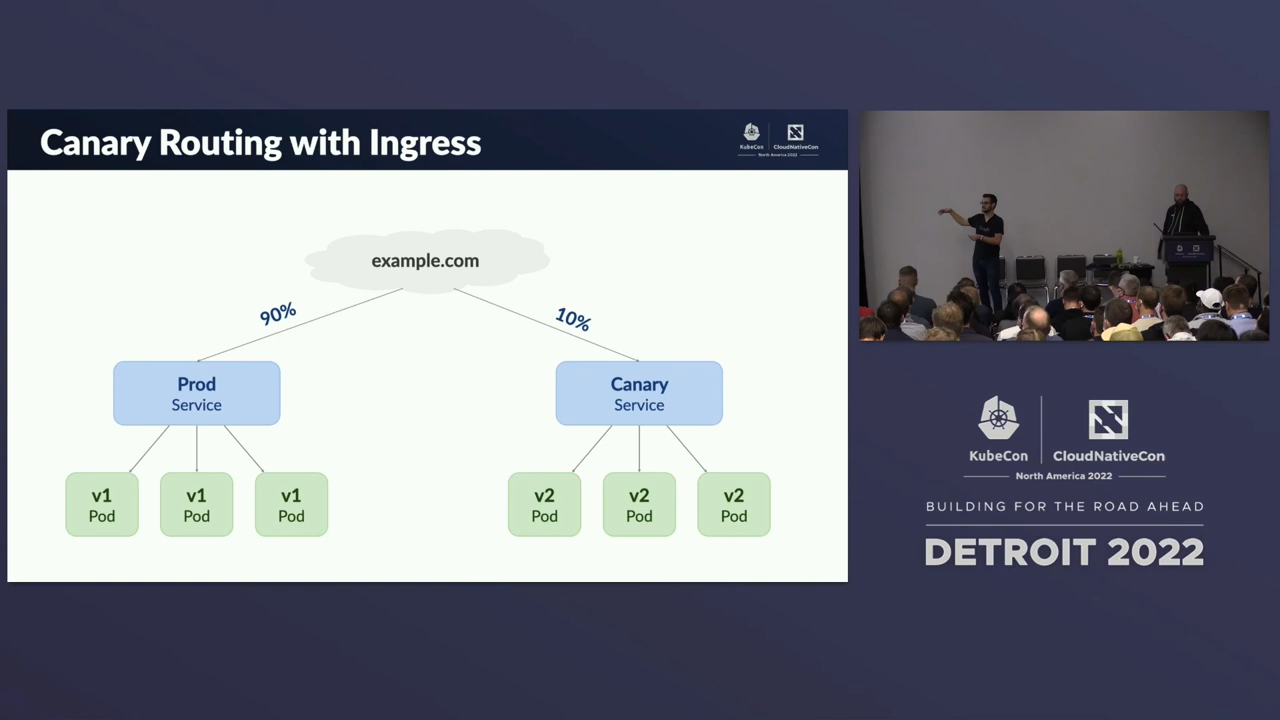 Canary Routing with Ingress
KubeCon
CloudNativeCon
North America 2022
example.com
90%
10%
Prod
Service
Canary
Service
v1
Pod
v1
Pod
v1
Pod
v2
Pod
v2
Pod
v2
Pod
KubeCon
CloudNativeCon
North America 2022
BUILDING FOR THE ROAD AHEAD
DETROIT 2022